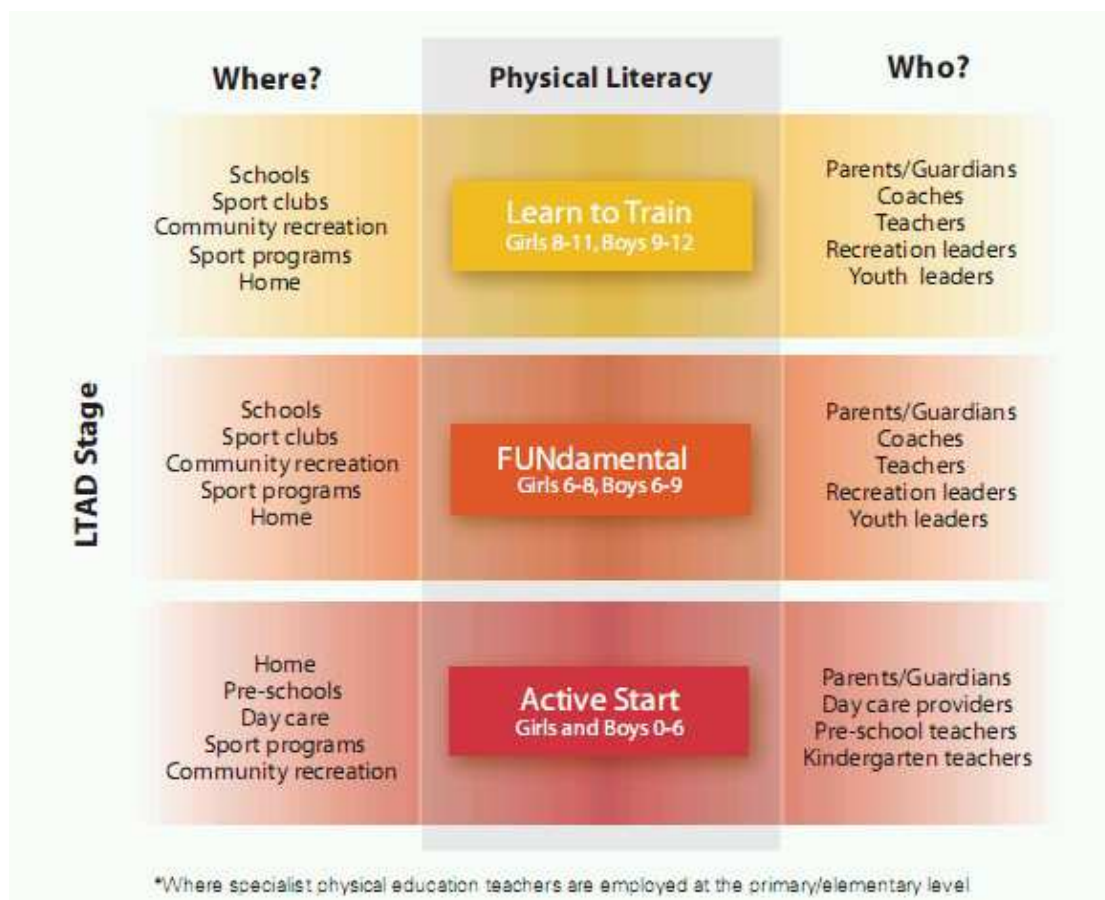 Where?
Physical Literacy
Who?
Schools
Sport clubs
Community recreation
Sport programs
Home
Learn to Train
Girls 8-11, Boys 9-12
Parents/Guardians
Coaches
Teachers
Recreation leaders
Youth leaders
LTAD Stage
Schools
Sport clubs
Community recreation
Sport programs
Home
FUNdamental
Girls 6-8, Boys 6-9
Parents/Guardians
Coaches
Teachers
Recreation leaders
Youth leaders
Home
Pre-schools
Day care
Sport programs
Community recreation
Active Start
Girls and Boys 0-6
Parents/Guardians
Day care providers
Pre-school teachers
Kindergarten teachers
*Where specialist physical education teachers are employed at the primary/elementary level